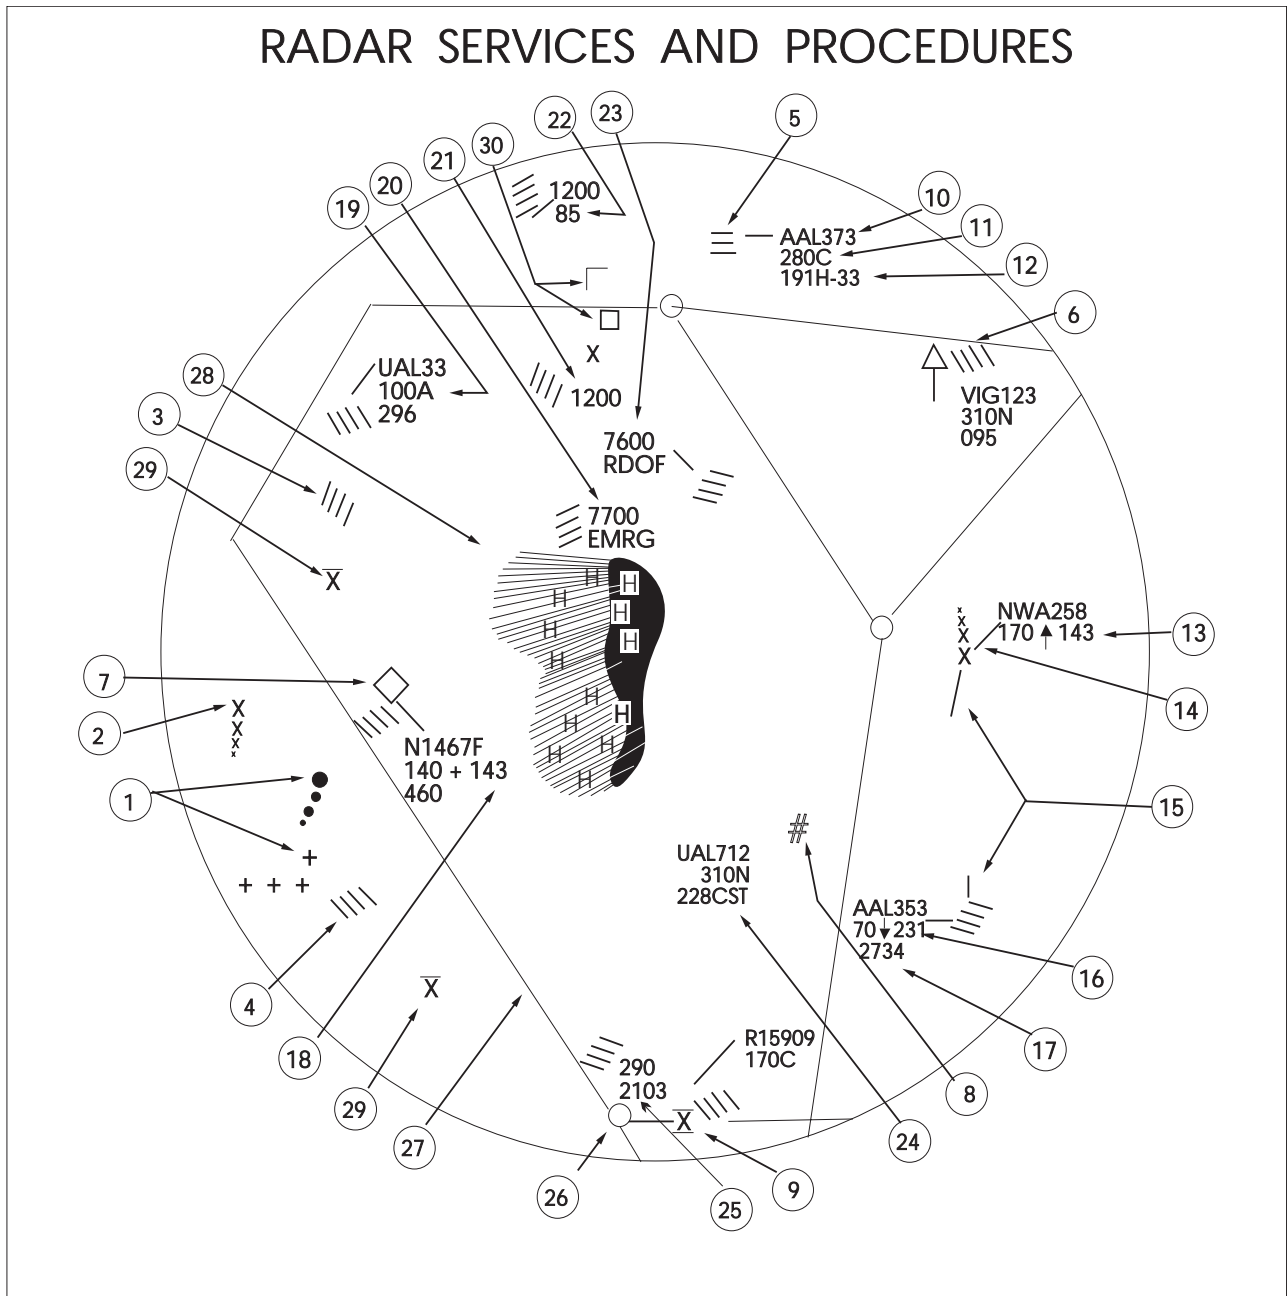 RADAR SERVICES AND PROCEDURES
22
23
5
30
21
20
19
1200
85
10
11
12
AAL373
280C
191H-33
6
28
UAL33
100A
296
X
1200
VIG123
310N
095
3
29
7600
RDOF
7700
EMRG
X
H
H
H
H
H
H
H
H
H
H
H
H
H
H
NWA258
170 143
13
X
X
X
X
7
2
X
X
X
X
14
N1467F
140 + 143
460
1
15
+
+ + +
#
UAL712
310N
228CST
AAL353
70 231
2734
4
X
16
18
17
R15909
170C
290
2103
29
X
8
27
24
26
25
9